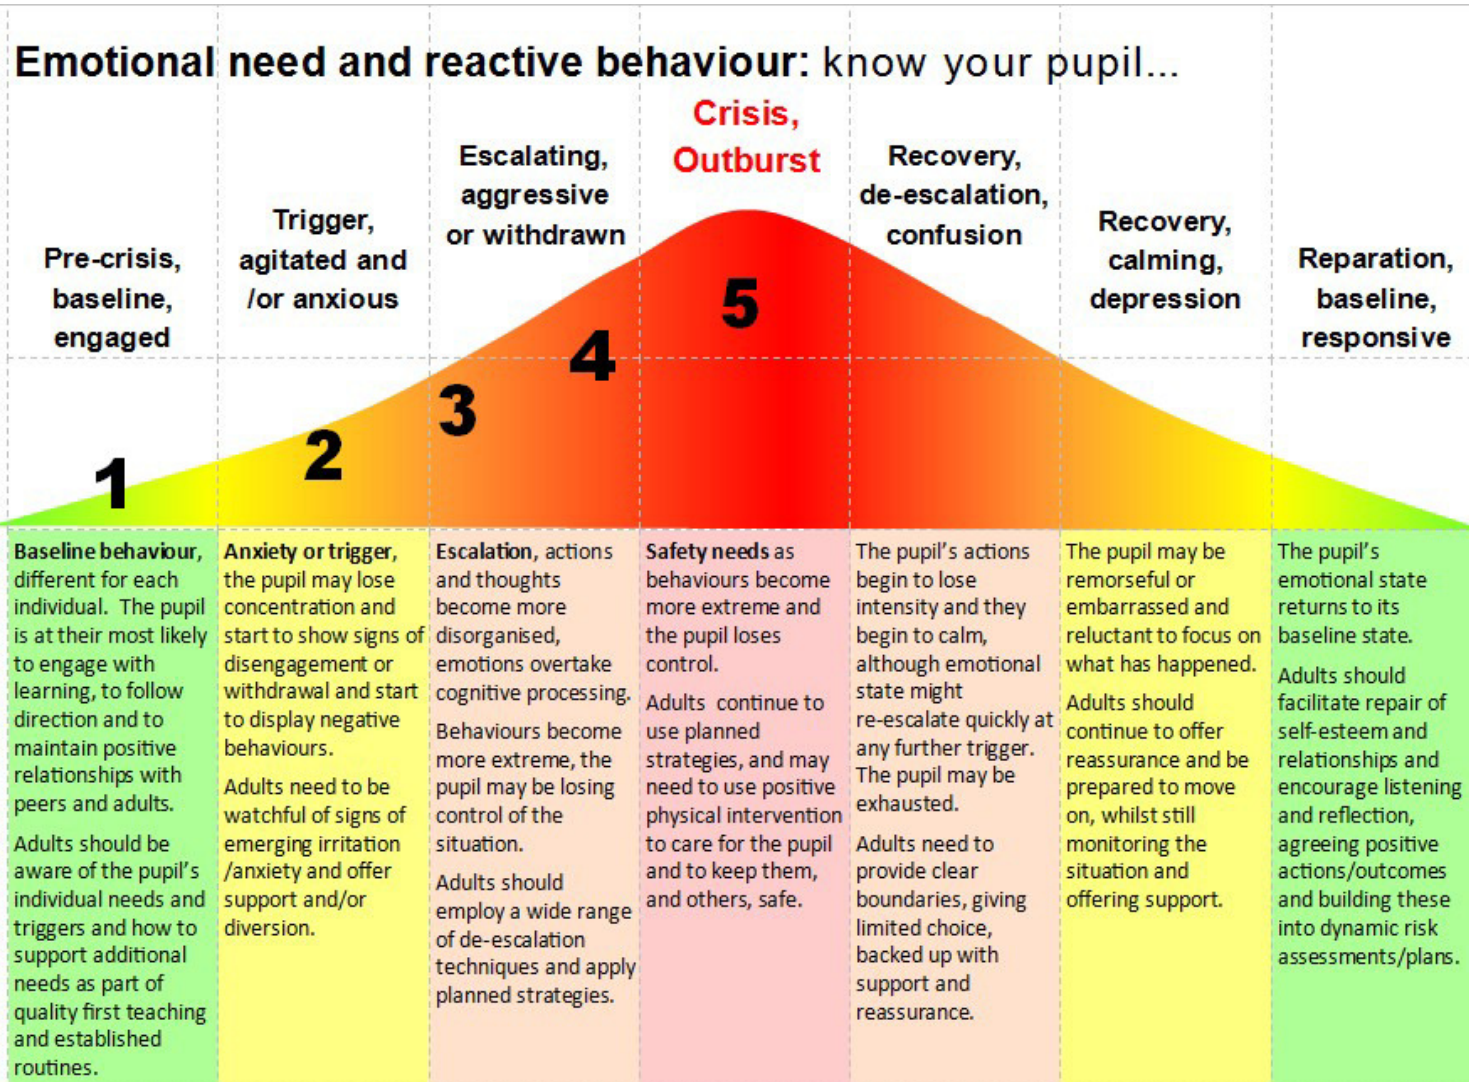 Emotional need and reactive behaviour: know your pupil...
Pre-crisis,
baseline,
engaged
Trigger,
agitated and
/or anxious
Escalating,
aggressive
or withdrawn
Crisis,
Outburst
Recovery,
de-escalation,
confusion
Recovery,
calming,
depression
Reparation,
baseline,
responsive
1
2
3
4
5
Baseline behaviour,
different for each
individual. The pupil
is at their most likely
to engage with
learning, to follow
direction and to
maintain positive
relationships with
peers and adults.
Adults should be
aware of the pupil's
individual needs and
triggers and how to
support additional
needs as part of
quality first teaching
and established
routines.
Anxiety or trigger,
the pupil may lose
concentration and
start to show signs of
disengagement or
withdrawal and start
to display negative
behaviours.
Adults need to be
watchful of signs of
emerging irritation
/anxiety and offer
support and/or
diversion.
Escalation, actions
and thoughts
become more
disorganised,
emotions overtake
cognitive processing.
Behaviours become
more extreme, the
pupil may be losing
control of the
situation.
Adults should
employ a wide range
of de-escalation
techniques and apply
planned strategies.
Safety needs as
behaviours become
more extreme and
the pupil loses
control.
Adults continue to
use planned
strategies, and may
need to use positive
physical intervention
to care for the pupil
and to keep them,
and others, safe.
The pupil's actions
begin to lose
intensity and they
begin to calm,
although emotional
state might
re-escalate quickly at
any further trigger.
The pupil may be
exhausted.
Adults need to
provide clear
boundaries, giving
limited choice,
backed up with
support and
reassurance.
The pupil may be
remorseful or
embarrassed and
reluctant to focus on
what has happened.
Adults should
continue to offer
reassurance and be
prepared to move
on, whilst still
monitoring the
situation and
offering support.
The pupil's
emotional state
returns to its
baseline state.
Adults should
facilitate repair of
self-esteem and
relationships and
encourage listening
and reflection,
agreeing positive
actions/outcomes
and building these
into dynamic risk
assessments/plans.